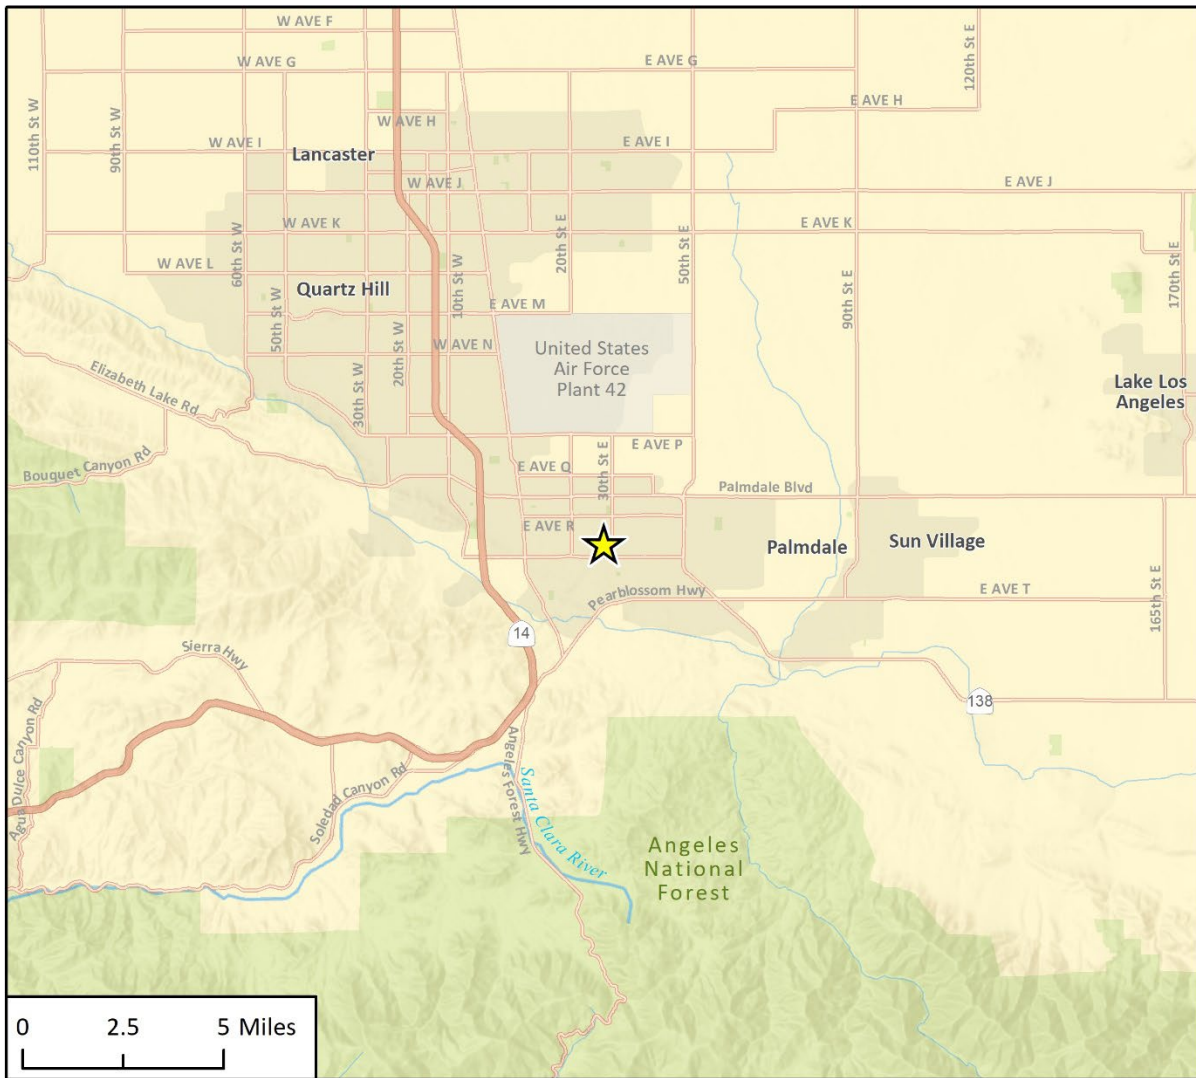 W AVE F
W AVE G
E AVE G
120th St E
110th St W
90th St W
W AVE H
E AVE H
W AVE I
E AVE I
Lancaster
W AVE J
E AVE J
W AVE K
E AVE K
60th St W
20th St E
50th St E
W AVE L
10th St W
170th St E
Quartz Hill
E AVE M
90th St E
50th St W
20th St W
W AVE N
United States
Air Force
Plant 42
Elizabeth Lake Rd
30th St W
Lake Los
Angeles
E AVE P
Bouquet Canyon Rd
E AVE Q
30th St E
Palmdale Blvd
E AVE R
Palmdale
Sun Village
Pearblossom Hwy
E AVE T
165th St E
14
Sierra Hwy
138
Agua Dulce Canyon Rd
Soledad Canyon Rd
Angeles Forest Hwy
Santa Clara River
Angeles
National
Forest
0 2.5 5 Miles